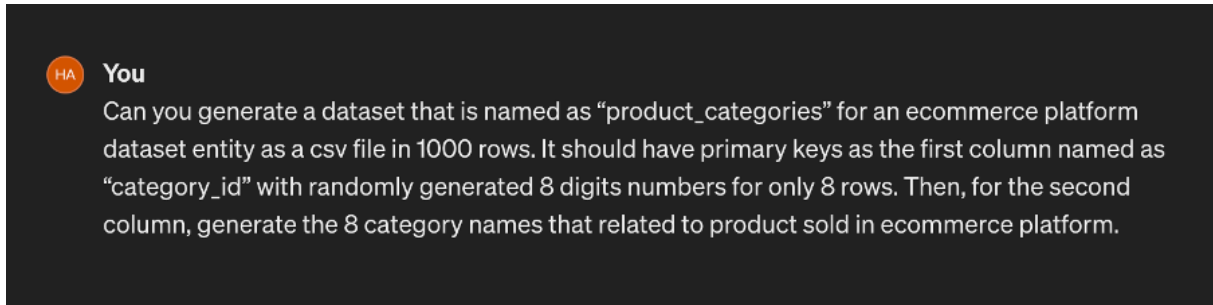 HA
You
Can you generate a dataset that is named as “product_categories” for an ecommerce platform
dataset entity as a csv file in 1000 rows. It should have primary keys as the first column named as
“category_id” with randomly generated 8 digits numbers for only 8 rows. Then, for the second
column, generate the 8 category names that related to product sold in ecommerce platform.